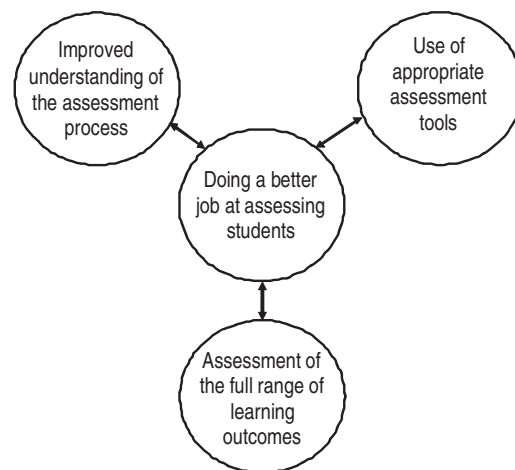 Improved
understanding of
the assessment
process
Use of
appropriate
assessment
tools
Doing a better
job at assessing
students
Assessment of
the full range of
learning
outcomes